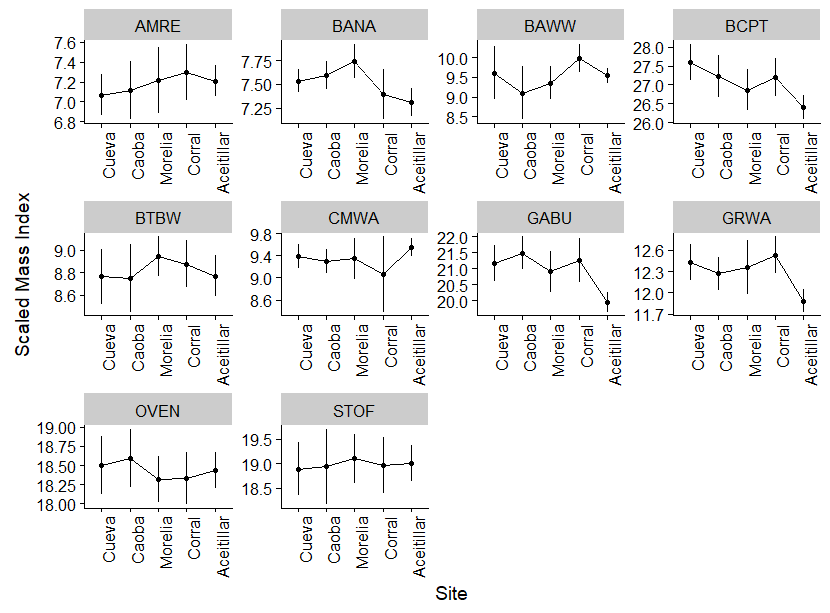 AMRE BANA BAWW BCPT
7.6 7.4 7.2 7.0 6.8
7.75 7.50 7.25
10.0 9.5 9.0 8.5
28.0 27.5 27.0 26.5 26.0
Cueva Caoba Morelia Corral Aceitillar
Cueva Caoba Morelia Corral Aceitillar
Cueva Caoba Morelia Corral Aceitillar
Cueva Caoba Morelia Corral Aceitillar
Scaled Mass Index
BTBW CMWA GABU GRWA
9.0 8.8 8.6
9.8 9.4 9.0 8.6
22.0 21.5 21.0 20.5 20.0
12.6 12.3 12.0 11.7
Cueva Caoba Morelia Corral Aceitillar
Cueva Caoba Morelia Corral Aceitillar
Cueva Caoba Morelia Corral Aceitillar
Cueva Caoba Morelia Corral Aceitillar
OVEN STOF
19.00 18.75 18.50 18.25 18.00
19.5 19.0 18.5
Cueva Caoba Morelia Corral Aceitillar
Cueva Caoba Morelia Corral Aceitillar
Site